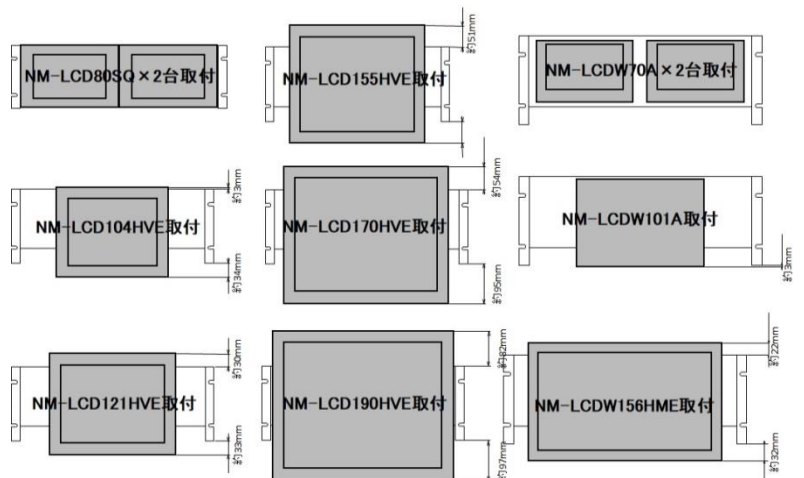 NM-LCD80SQ×2台取付
NM-LCD155HVE取付
約51mm
NM-LCDW70A×2台取付
NM-LCD104HVE取付
約3mm
約34mm
NM-LCD170HVE取付
約54mm
約95mm
NM-LCDW101A取付
約3mm
NM-LCD121HVE取付
約30mm
約33mm
NM-LCD190HVE取付
約82mm
約97mm
NM-LCDW156HME取付
約22mm
約32mm